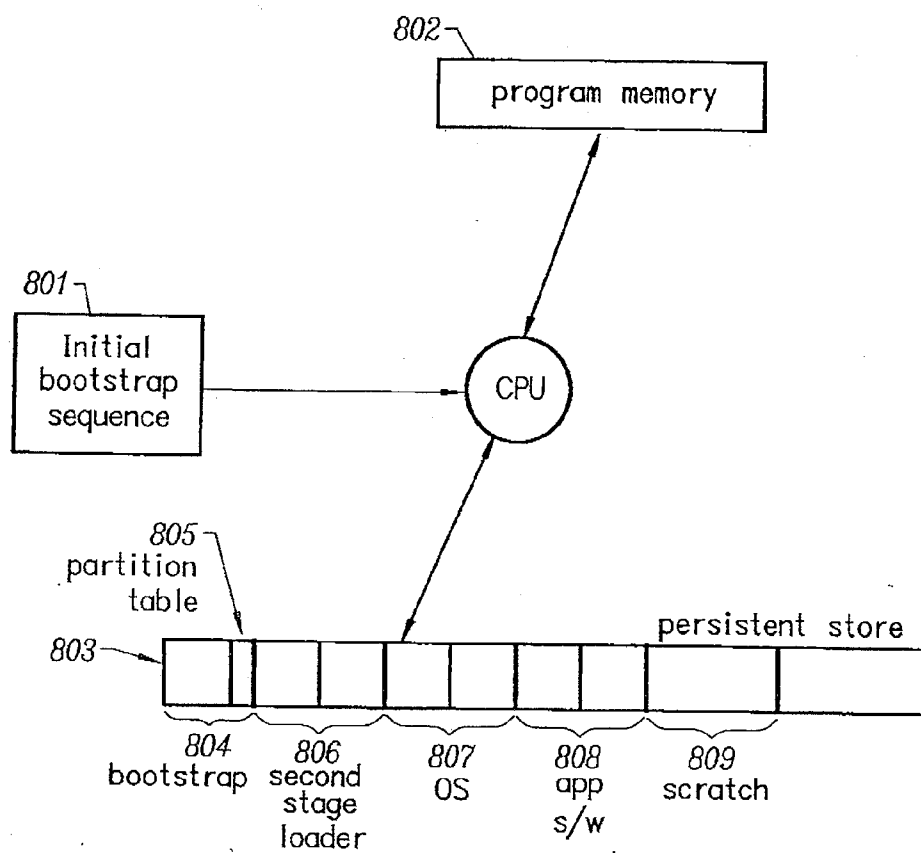 802
program memory
801
Initial
bootstrap
sequence
CPU
805
partition
table
persistent store
803
804
bootstrap
806
second
stage
loader
807
OS
808
app
s/w
809
scratch